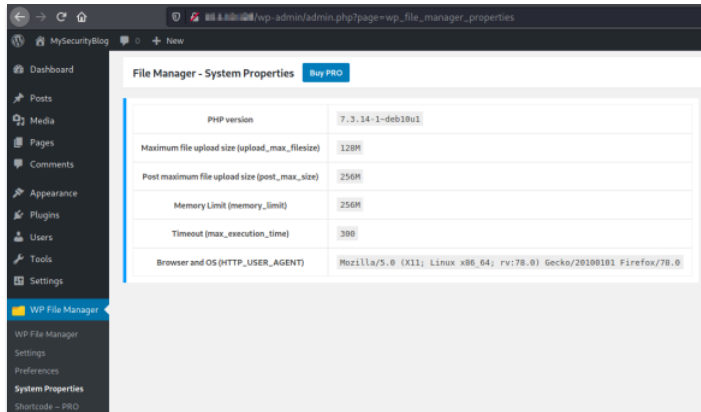 /wp-admin/admin.php?page=wp_file_manager_properties
MySecurityBlog 0 + New
Dashboard
Posts
Media
Pages
Comments
Appearance
Plugins
Users
Tools
Settings
WP File Manager
WP File Manager
Settings
Preferences
System Properties
Shortcode – PRO
File Manager - System Properties Buy PRO
PHP version 7.3.14-1~deb10u1
Maximum file upload size (upload_max_filesize) 128M
Post maximum file upload size (post_max_size) 256M
Memory Limit (memory_limit) 256M
Timeout (max_execution_time) 300
Browser and OS (HTTP_USER_AGENT) Mozilla/5.0 (X11; Linux x86_64; rv:78.0) Gecko/20100101 Firefox/78.0